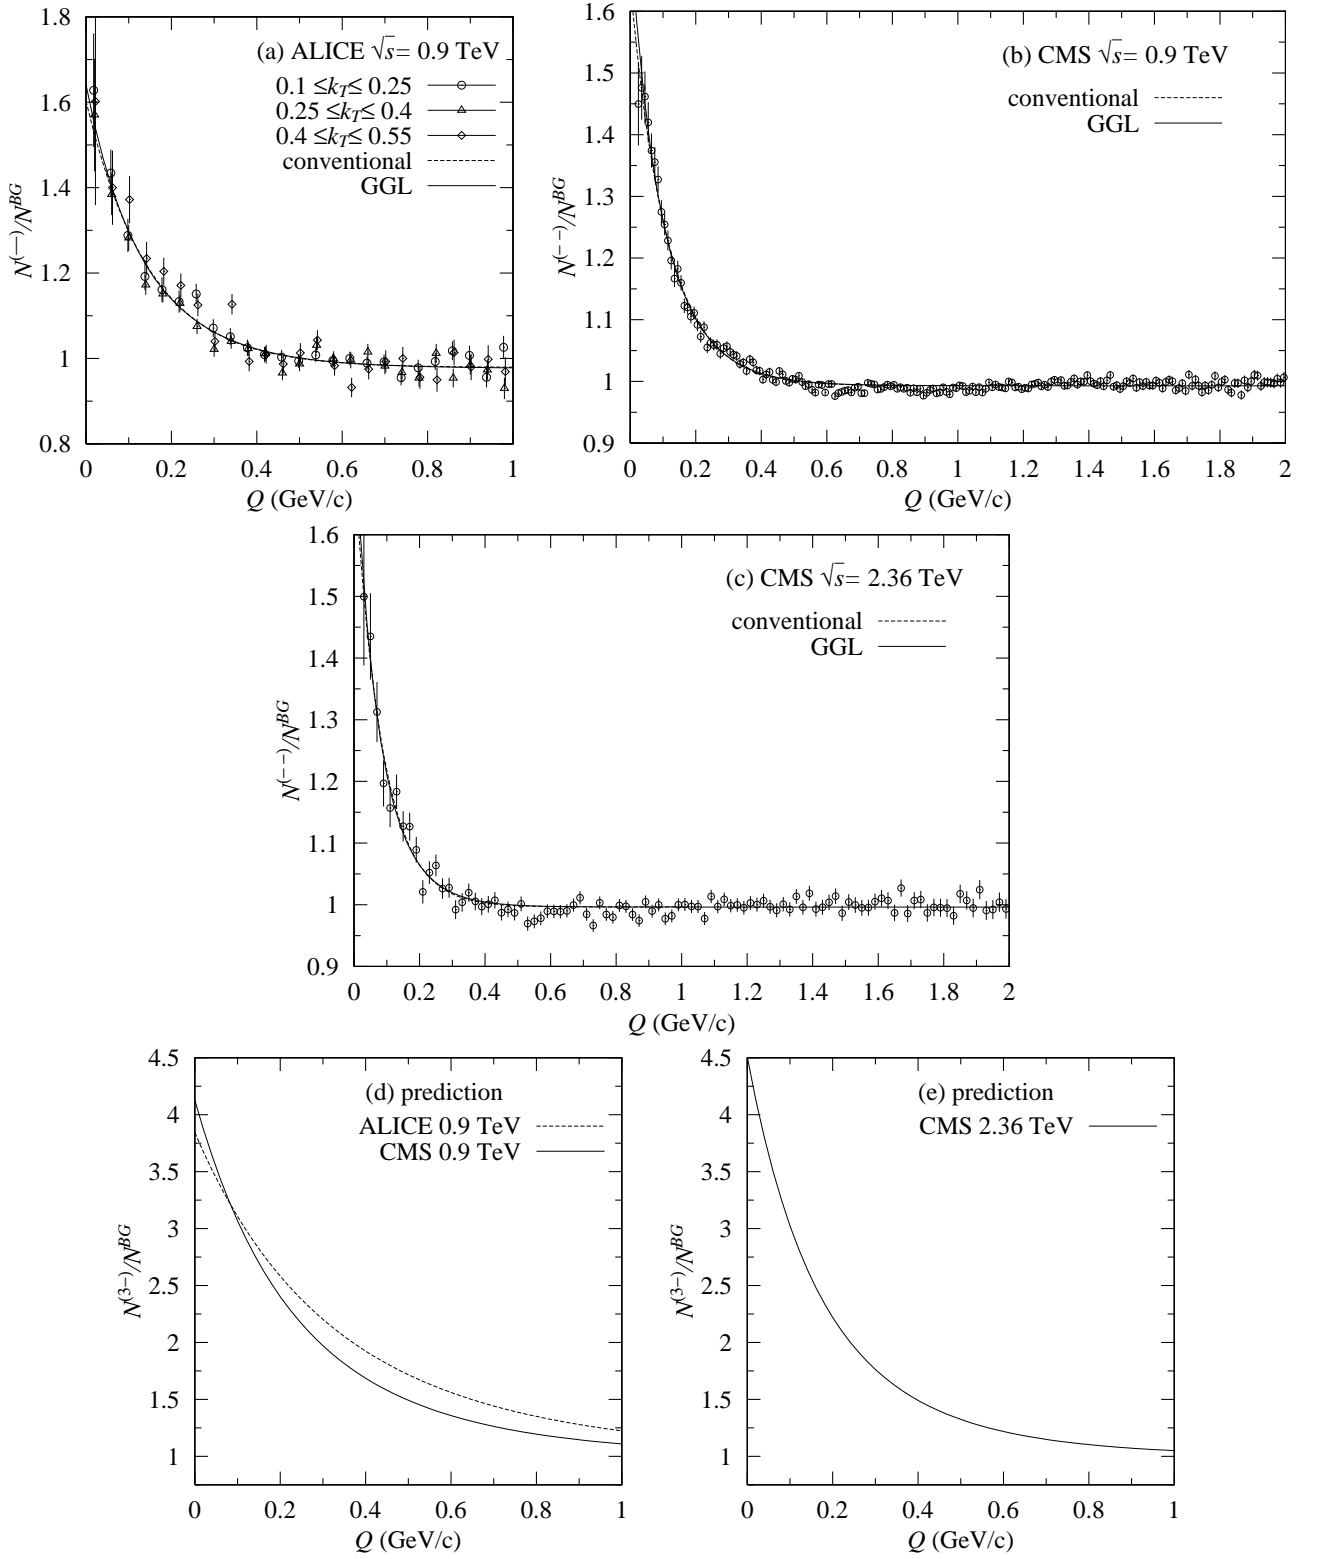 (a) ALICE √s= 0.9 TeV
0.1 ≤kT≤ 0.25
0.25 ≤kT≤ 0.4
0.4 ≤kT≤ 0.55
conventional
GGL
N(—)/NBG
1.8
1.6
1.4
1.2
1
0.8
0 0.2 0.4 0.6 0.8 1
Q (GeV/c)
(b) CMS √s= 0.9 TeV
conventional
GGL
N(−−)/NBG
1.6
1.5
1.4
1.3
1.2
1.1
1
0.9
0 0.2 0.4 0.6 0.8 1 1.2 1.4 1.6 1.8 2
Q (GeV/c)
(c) CMS √s= 2.36 TeV
conventional
GGL
N(−−)/NBG
1.6
1.5
1.4
1.3
1.2
1.1
1
0.9
0 0.2 0.4 0.6 0.8 1 1.2 1.4 1.6 1.8 2
Q (GeV/c)
(d) prediction
ALICE 0.9 TeV
CMS 0.9 TeV
N(3−)/NBG
4.5
4
3.5
3
2.5
2
1.5
1
0 0.2 0.4 0.6 0.8 1
Q (GeV/c)
(e) prediction
CMS 2.36 TeV
N(3−)/NBG
4.5
4
3.5
3
2.5
2
1.5
1
0 0.2 0.4 0.6 0.8 1
Q (GeV/c)